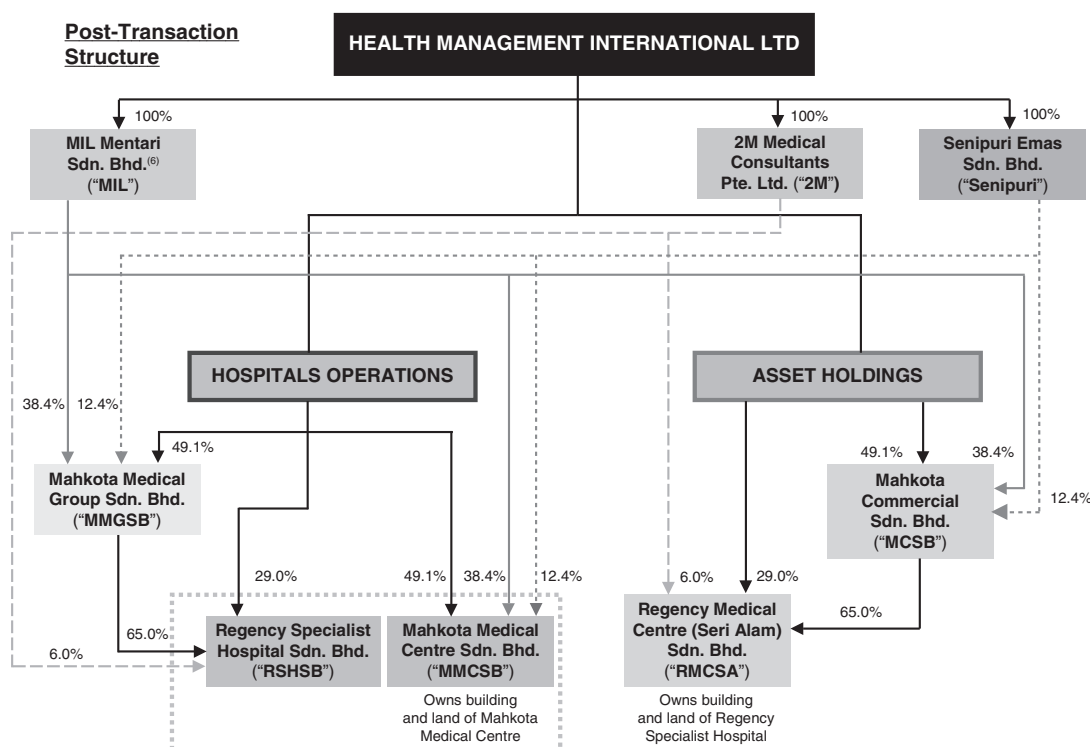 Post-Transaction
Structure
HEALTH MANAGEMENT INTERNATIONAL LTD
100%
100%
100%
MIL Mentari
Sdn. Bhd.(6)
(“MIL”)
2M Medical
Consultants
Pte. Ltd. (“2M”)
Senipuri Emas
Sdn. Bhd.
(“Senipuri”)
HOSPITALS OPERATIONS
ASSET HOLDINGS
38.4%
12.4%
49.1%
49.1%
38.4%
12.4%
Mahkota Medical
Group Sdn. Bhd.
(“MMGSB”)
Mahkota
Commercial
Sdn. Bhd.
(“MCSB”)
29.0%
49.1%
38.4%
12.4%
6.0%
29.0%
65.0%
65.0%
6.0%
Regency Specialist
Hospital Sdn. Bhd.
(“RSHSB”)
Mahkota Medical
Centre Sdn. Bhd.
(“MMCSB”)
Regency Medical
Centre (Seri Alam)
Sdn. Bhd.
(“RMCSA”)
Owns building
and land of Mahkota
Medical Centre
Owns building
and land of Regency
Specialist Hospital